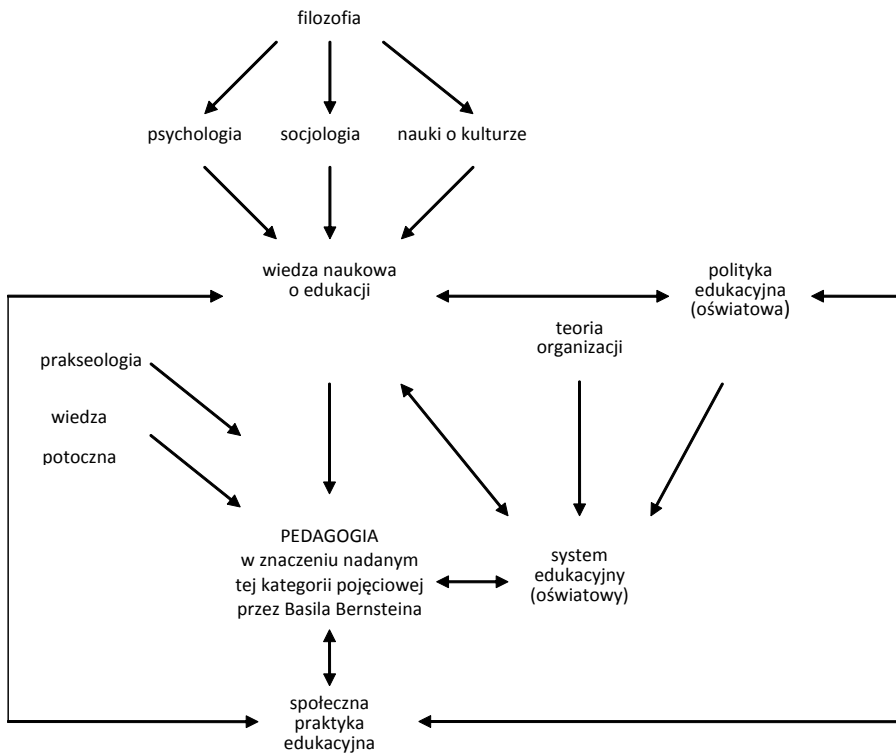 filozofia
psychologia
socjologia
nauki o kulturze
wiedza naukowa
o edukacji
polityka
edukacyjna
(oświatowa)
teoria
organizacji
prakseologia
wiedza
potoczna
PEDAGOGIA
w znaczeniu nadanym
tej kategorii pojęciowej
przez Basila Bernsteina
system
edukacyjny
(oświatowy)
społeczna
praktyka
edukacyjna